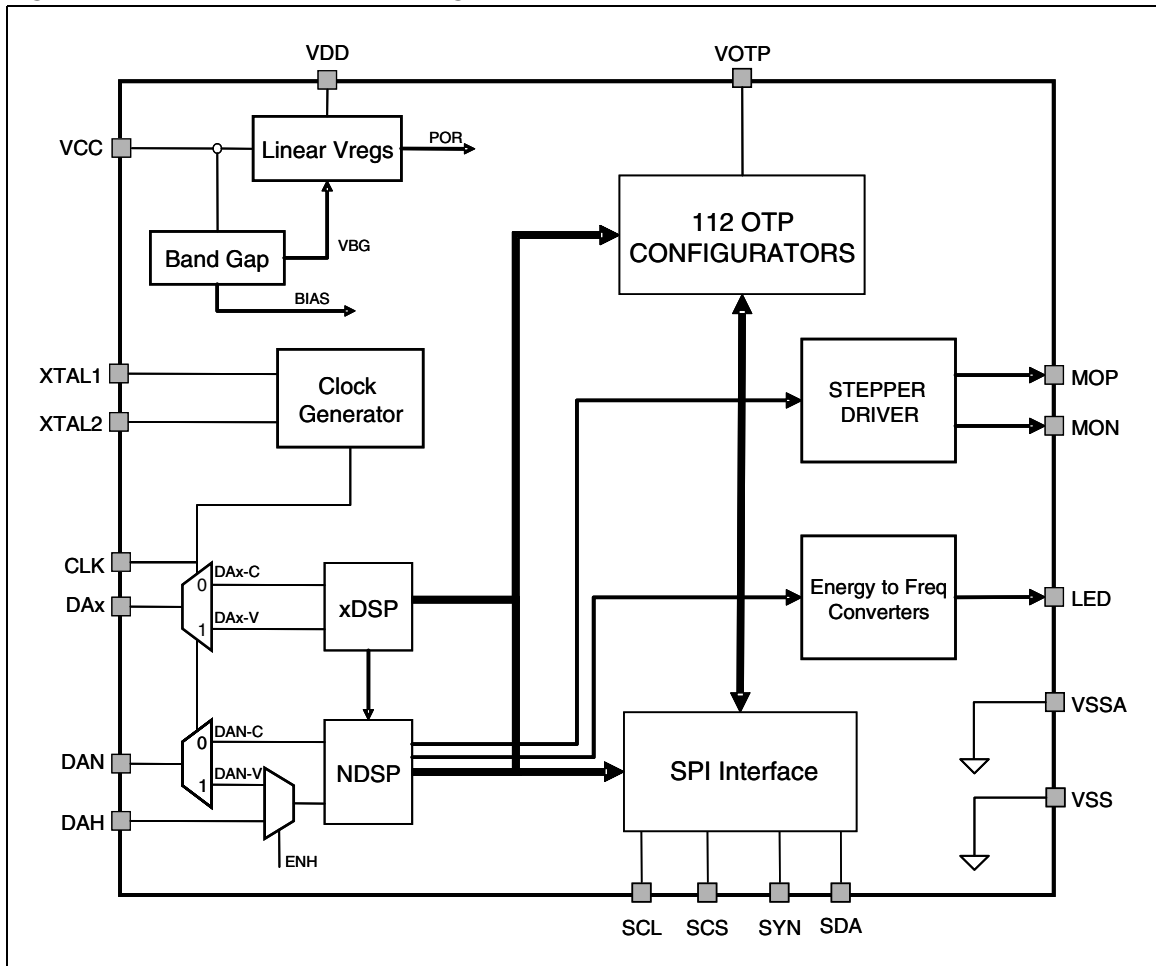 VDD
VOTP
VCC
Linear Vregs
POR
Band Gap
VBG
BIAS
112 OTP
CONFIGURATORS
XTAL1
XTAL2
Clock
Generator
STEPPER
DRIVER
MOP
MON
CLK
DAx
0
1
DAx-C
DAx-V
xDSP
Energy to Freq
Converters
LED
VSSA
VSS
DAN
DAH
0
1
DAN-C
DAN-V
NDSP
ENH
SPI Interface
SCL
SCS
SYN
SDA